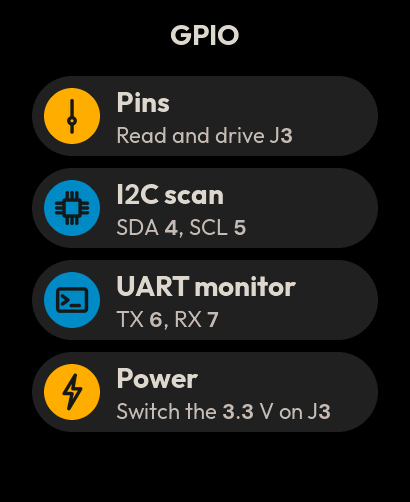 GPIO
Pins
Read and drive J3
I2C scan
SDA 4, SCL 5
UART monitor
TX 6, RX 7
Power
Switch the 3.3 V on J3